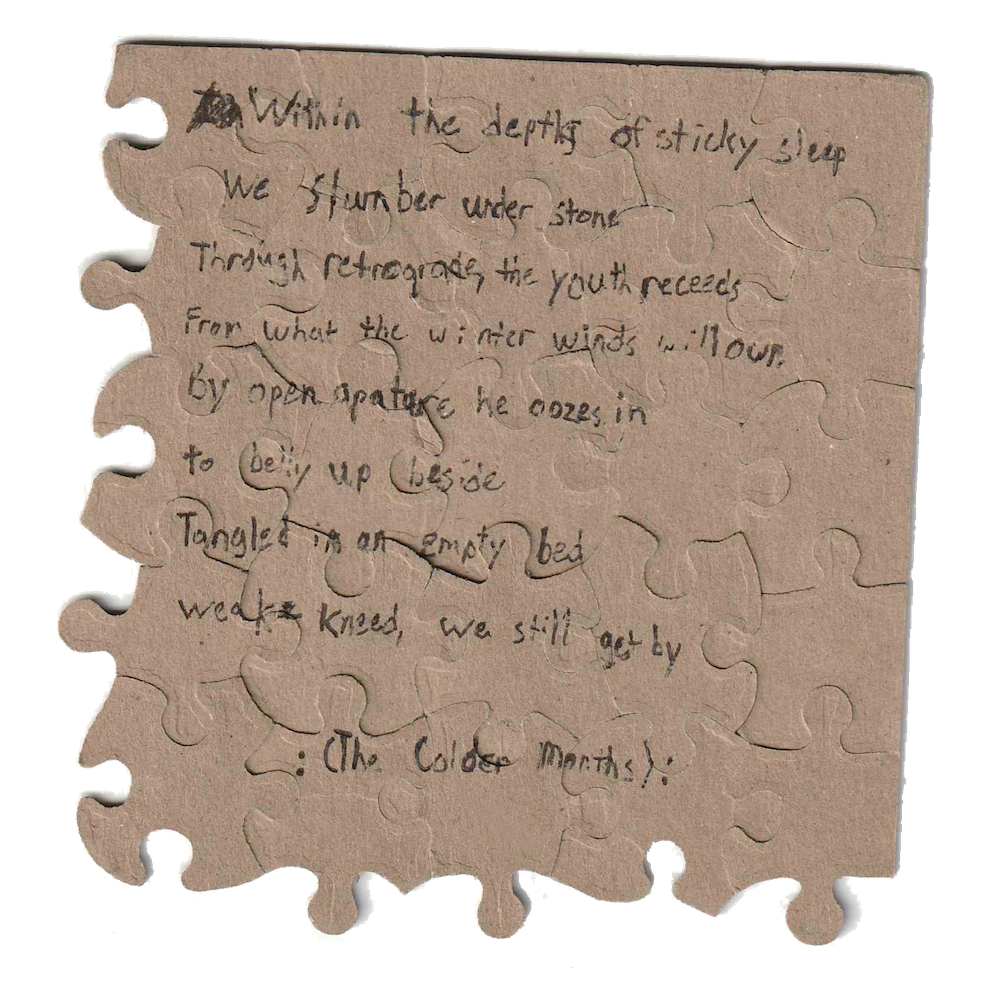 Within the depths of sticky sleep
We slumber under stone
Through retrograde, the youth receeds
From what the winter winds will own.
By open apature he oozes in
to belly up beside
Tangled in an empty bed
weak kneed, we still get by
:(The Colder Months):